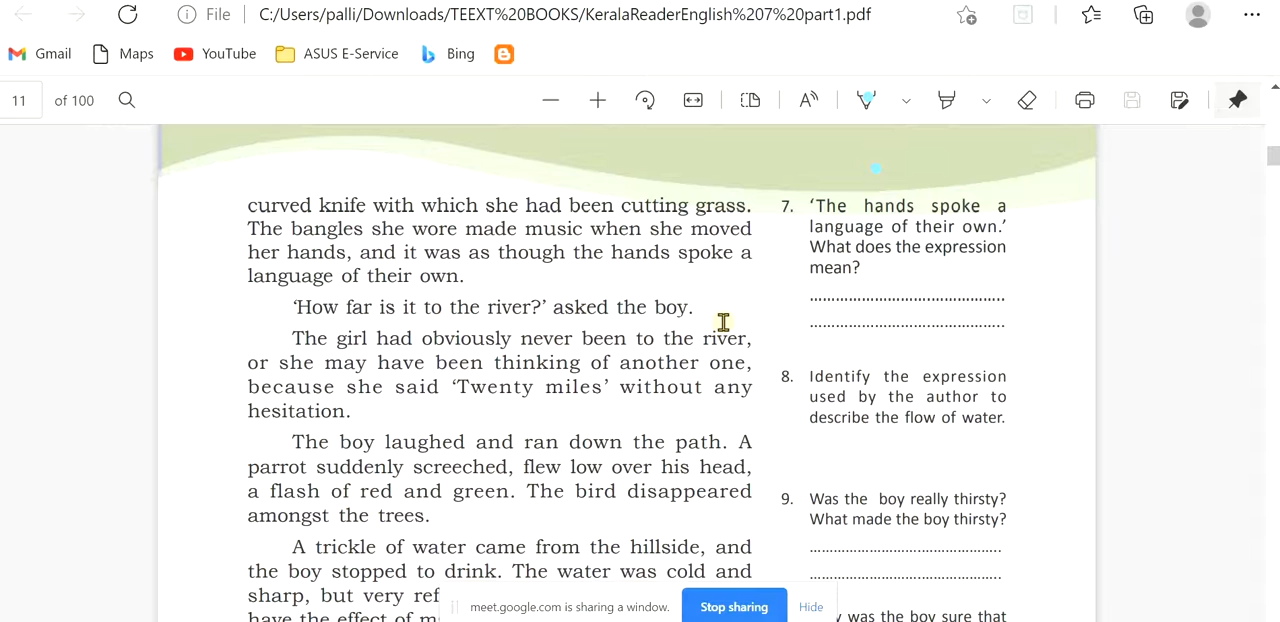 File
C:/Users/palli/Downloads/TEEXT%20BOOKS/KeralaReaderEnglish%207%20part1.pdf
Gmail Maps YouTube ASUS E-Service Bing
11 of 100
curved knife with which she had been cutting grass.
The bangles she wore made music when she moved
her hands, and it was as though the hands spoke a
language of their own.
‘How far is it to the river?’ asked the boy.
The girl had obviously never been to the river,
or she may have been thinking of another one,
because she said ‘Twenty miles’ without any
hesitation.
The boy laughed and ran down the path. A
parrot suddenly screeched, flew low over his head,
a flash of red and green. The bird disappeared
amongst the trees.
A trickle of water came from the hillside, and
the boy stopped to drink. The water was cold and
sharp, but very
have the effect of
7. ‘The hands spoke a
language of their own.’
What does the expression
mean?
8. Identify the expression
used by the author to
describe the flow of water.
9. Was the boy really thirsty?
What made the boy thirsty?
was the boy sure that
meet.google.com is sharing a window.
Stop sharing
Hide